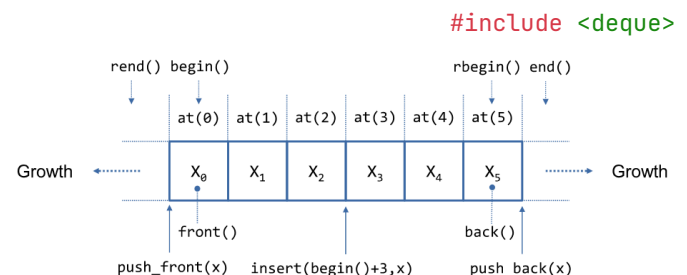 #include <deque>
rend() begin() rbegin() end()
at(0) at(1) at(2) at(3) at(4) at(5)
Growth X₀ X₁ X₂ X₃ X₄ X₅ Growth
front() back()
push_front(x) insert(begin()+3,x) push_back(x)